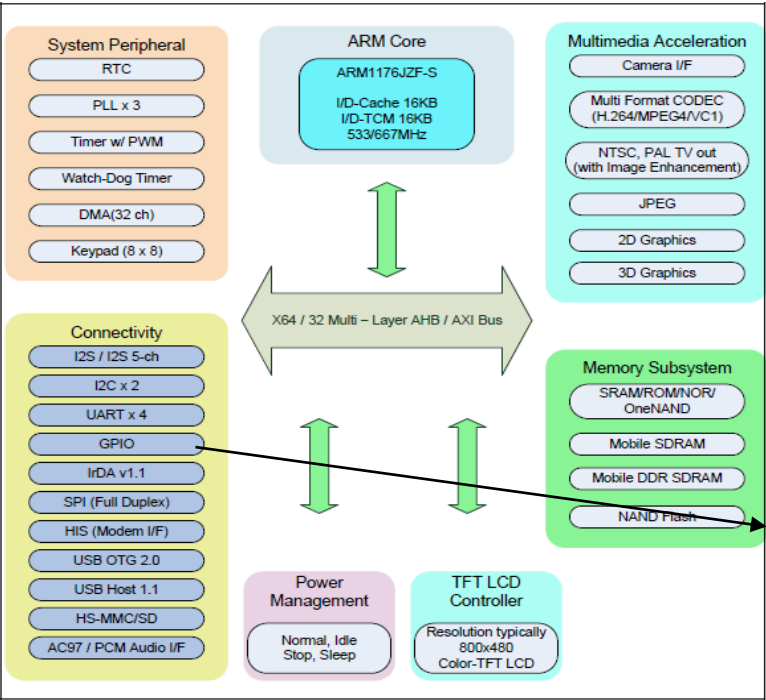 System Peripheral
RTC
PLL x 3
Timer w/ PWM
Watch-Dog Timer
DMA(32 ch)
Keypad (8 x 8)
ARM Core
ARM1176JZF-S
I/D-Cache 16KB
I/D-TCM 16KB
533/667MHz
Multimedia Acceleration
Camera I/F
Multi Format CODEC
(H.264/MPEG4/VC1)
NTSC, PAL TV out
(with Image Enhancement)
JPEG
2D Graphics
3D Graphics
X64 / 32 Multi – Layer AHB / AXI Bus
Connectivity
I2S / I2S 5-ch
I2C x 2
UART x 4
GPIO
IrDA v1.1
SPI (Full Duplex)
HIS (Modem I/F)
USB OTG 2.0
USB Host 1.1
HS-MMC/SD
AC97 / PCM Audio I/F
Memory Subsystem
SRAM/ROM/NOR/
OneNAND
Mobile SDRAM
Mobile DDR SDRAM
NAND Flash
Power
Management
Normal, Idle
Stop, Sleep
TFT LCD
Controller
Resolution typically
800x480
Color-TFT LCD